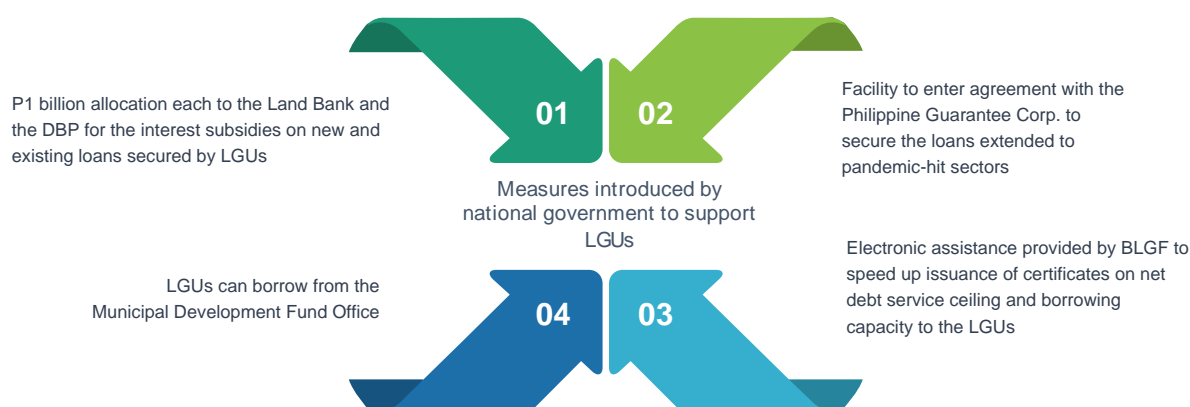 01
P1 billion allocation each to the Land Bank and
the DBP for the interest subsidies on new and
existing loans secured by LGUs
02
Facility to enter agreement with the
Philippine Guarantee Corp. to
secure the loans extended to
pandemic-hit sectors
Measures introduced by
national government to support
LGUs
04
LGUs can borrow from the
Municipal Development Fund Office
03
Electronic assistance provided by BLGF to
speed up issuance of certificates on net
debt service ceiling and borrowing
capacity to the LGUs